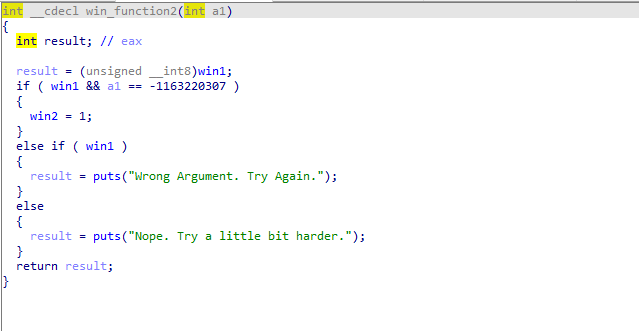 int __cdecl win_function2(int a1)
{
int result; // eax
result = (unsigned __int8)win1;
if ( win1 && a1 == -1163220307 )
{
win2 = 1;
}
else if ( win1 )
{
result = puts("Wrong Argument. Try Again.");
}
else
{
result = puts("Nope. Try a little bit harder.");
}
return result;
}